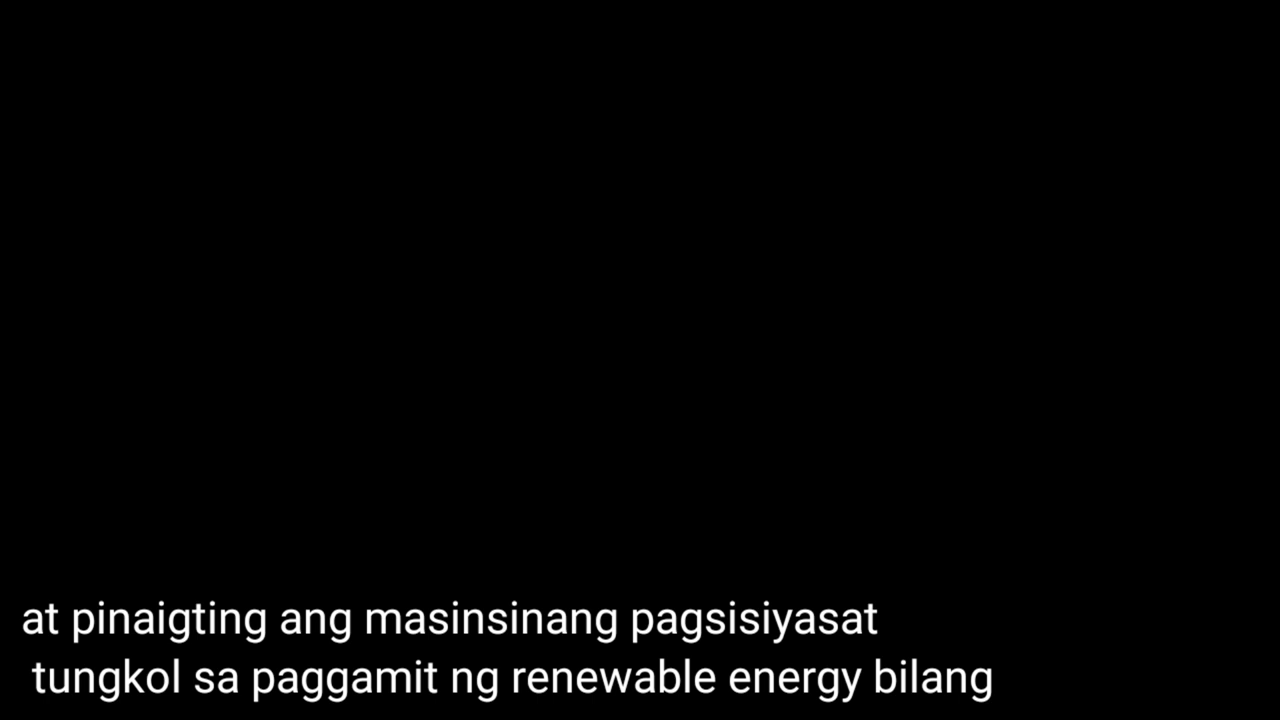 at pinaigting ang masinsinang pagsisiyasat
tungkol sa paggamit ng renewable energy bilang